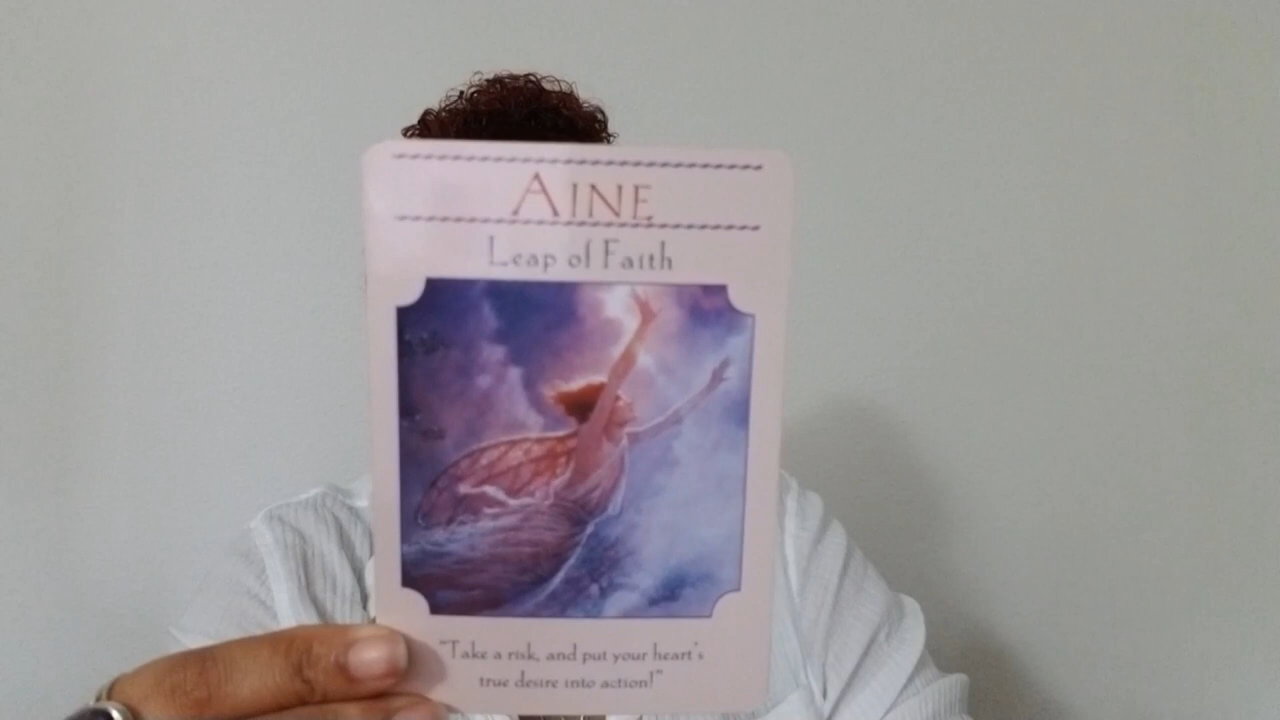 AINE
Leap of Faith
"Take a risk, and put your heart's
true desire into action!"